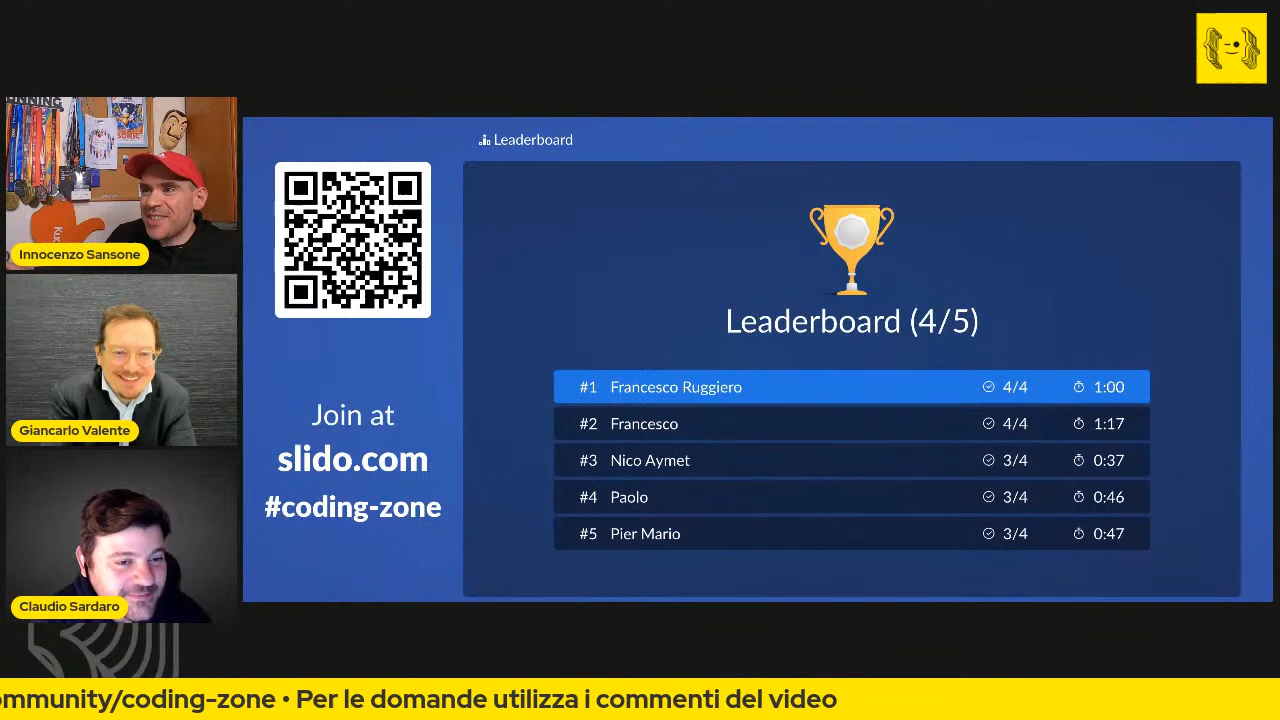 RUNNING
SONIC
Innocenzo Sansone
Giancarlo Valente
Claudio Sardaro
Leaderboard
Join at
slido.com
#coding-zone
Leaderboard (4/5)
#1 Francesco Ruggiero 4/4 1:00
#2 Francesco 4/4 1:17
#3 Nico Aymet 3/4 0:37
#4 Paolo 3/4 0:46
#5 Pier Mario 3/4 0:47
ommunity/coding-zone • Per le domande utilizza i commenti del video